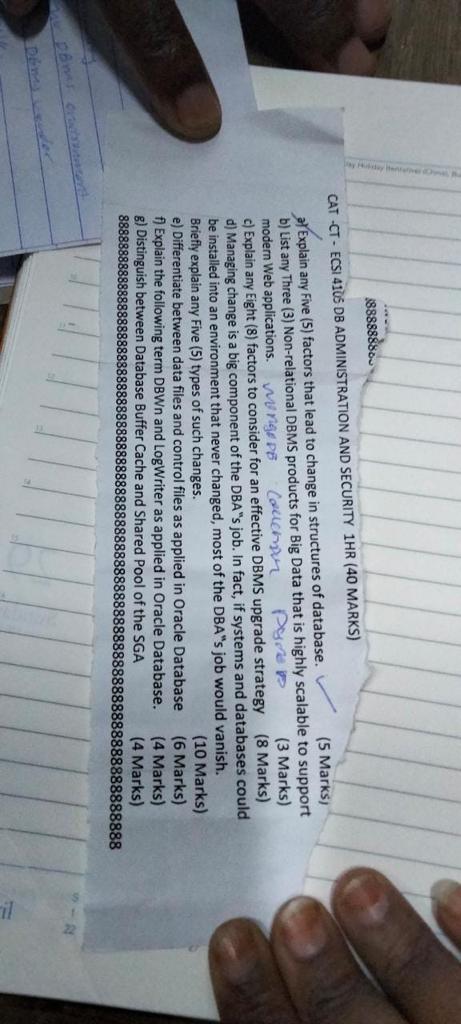 CAT -CT - ECSI 4105 DB ADMINISTRATION AND SECURITY 1HR (40 MARKS)
a) Explain any Five (5) factors that lead to change in structures of database. (5 Marks)
b) List any Three (3) Non-relational DBMS products for Big Data that is highly scalable to support
modern Web applications. (3 Marks)
c) Explain any Eight (8) factors to consider for an effective DBMS upgrade strategy (8 Marks)
d) Managing change is a big component of the DBA"s job. In fact, if systems and databases could
be installed into an environment that never changed, most of the DBA"s job would vanish.
Briefly explain any Five (5) types of such changes. (10 Marks)
e) Differentiate between data files and control files as applied in Oracle Database (6 Marks)
f) Explain the following term DBWn and LogWriter as applied in Oracle Database. (4 Marks)
g) Distinguish between Database Buffer Cache and Shared Pool of the SGA (4 Marks)